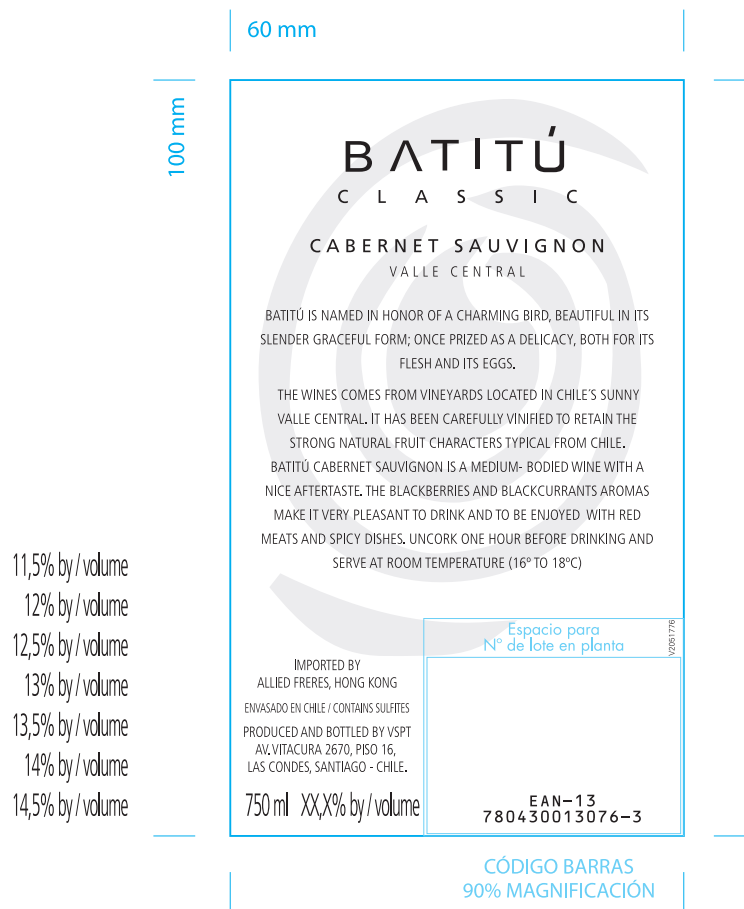 60 mm
100 mm
BATITÚ
CLASSIC
CABERNET SAUVIGNON
VALLE CENTRAL
BATITÚ IS NAMED IN HONOR OF A CHARMING BIRD, BEAUTIFUL IN ITS
SLENDER GRACEFUL FORM; ONCE PRIZED AS A DELICACY, BOTH FOR ITS
FLESH AND ITS EGGS.
THE WINES COMES FROM VINEYARDS LOCATED IN CHILE´S SUNNY
VALLE CENTRAL. IT HAS BEEN CAREFULLY VINIFIED TO RETAIN THE
STRONG NATURAL FRUIT CHARACTERS TYPICAL FROM CHILE.
BATITÚ CABERNET SAUVIGNON IS A MEDIUM- BODIED WINE WITH A
NICE AFTERTASTE. THE BLACKBERRIES AND BLACKCURRANTS AROMAS
MAKE IT VERY PLEASANT TO DRINK AND TO BE ENJOYED WITH RED
MEATS AND SPICY DISHES. UNCORK ONE HOUR BEFORE DRINKING AND
SERVE AT ROOM TEMPERATURE (16º TO 18ºC)
11,5% by / volume
12% by / volume
12,5% by / volume
13% by / volume
13,5% by / volume
14% by / volume
14,5% by / volume
IMPORTED BY
ALLIED FRERES, HONG KONG
ENVASADO EN CHILE / CONTAINS SULFITES
PRODUCED AND BOTTLED BY VSPT
AV. VITACURA 2670, PISO 16,
LAS CONDES, SANTIAGO - CHILE.
750 ml XX,X% by / volume
Espacio para
Nº de lote en planta
V2051776
EAN-13
780430013076-3
CÓDIGO BARRAS
90% MAGNIFICACIÓN